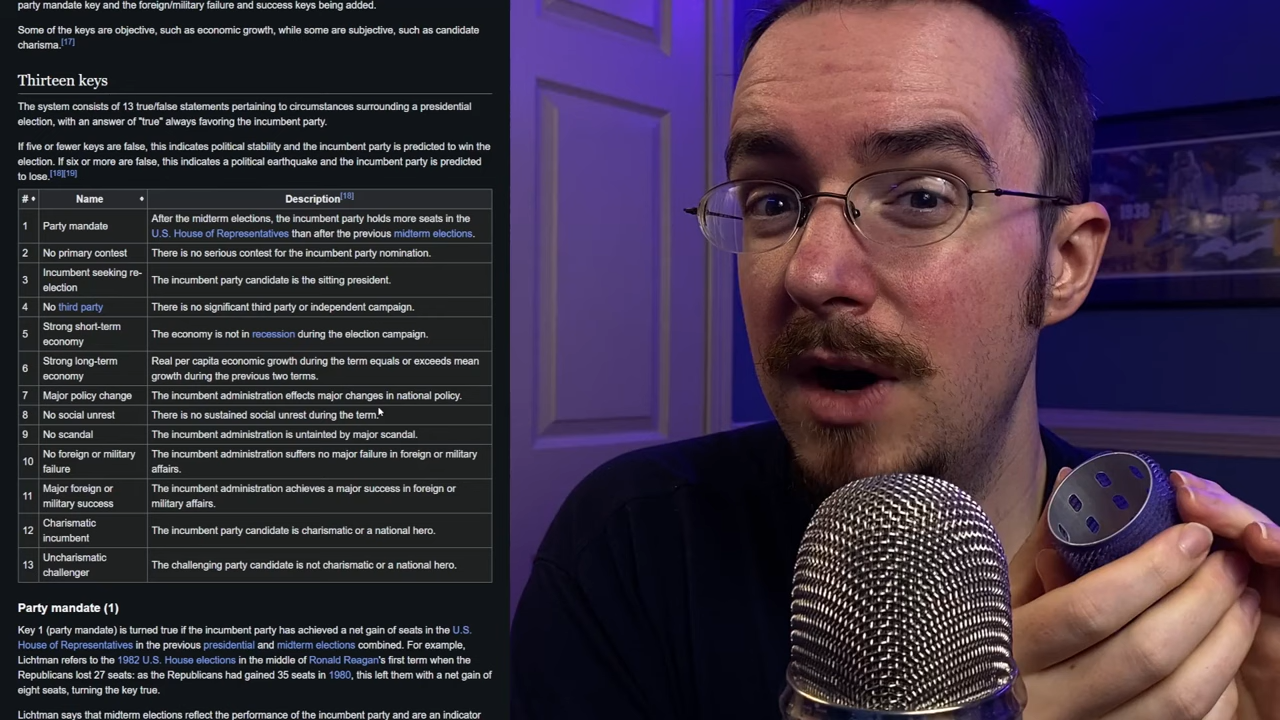 party mandate key and the foreign/military failure and success keys being added.
Some of the keys are objective, such as economic growth, while some are subjective, such as candidate
charisma.[17]
Thirteen keys
The system consists of 13 true/false statements pertaining to circumstances surrounding a presidential
election, with an answer of "true" always favoring the incumbent party.
If five or fewer keys are false, this indicates political stability and the incumbent party is predicted to win the
election. If six or more are false, this indicates a political earthquake and the incumbent party is predicted
to lose.[18][19]
# Name Description[18]
1 Party mandate After the midterm elections, the incumbent party holds more seats in the
U.S. House of Representatives than after the previous midterm elections.
2 No primary contest There is no serious contest for the incumbent party nomination.
3 Incumbent seeking re-
election The incumbent party candidate is the sitting president.
4 No third party There is no significant third party or independent campaign.
5 Strong short-term
economy The economy is not in recession during the election campaign.
6 Strong long-term
economy Real per capita economic growth during the term equals or exceeds mean
growth during the previous two terms.
7 Major policy change The incumbent administration effects major changes in national policy.
8 No social unrest There is no sustained social unrest during the term.
9 No scandal The incumbent administration is untainted by major scandal.
10 No foreign or military
failure The incumbent administration suffers no major failure in foreign or military
affairs.
11 Major foreign or
military success The incumbent administration achieves a major success in foreign or
military affairs.
12 Charismatic
incumbent The incumbent party candidate is charismatic or a national hero.
13 Uncharismatic
challenger The challenging party candidate is not charismatic or a national hero.
Party mandate (1)
Key 1 (party mandate) is turned true if the incumbent party has achieved a net gain of seats in the U.S.
House of Representatives in the previous presidential and midterm elections combined. For example,
Lichtman refers to the 1982 U.S. House elections in the middle of Ronald Reagan's first term when the
Republicans lost 27 seats: as the Republicans had gained 35 seats in 1980, this left them with a net gain of
eight seats, turning the key true.
Lichtman says that midterm elections reflect the performance of the incumbent party and are an indicator
1938 1996